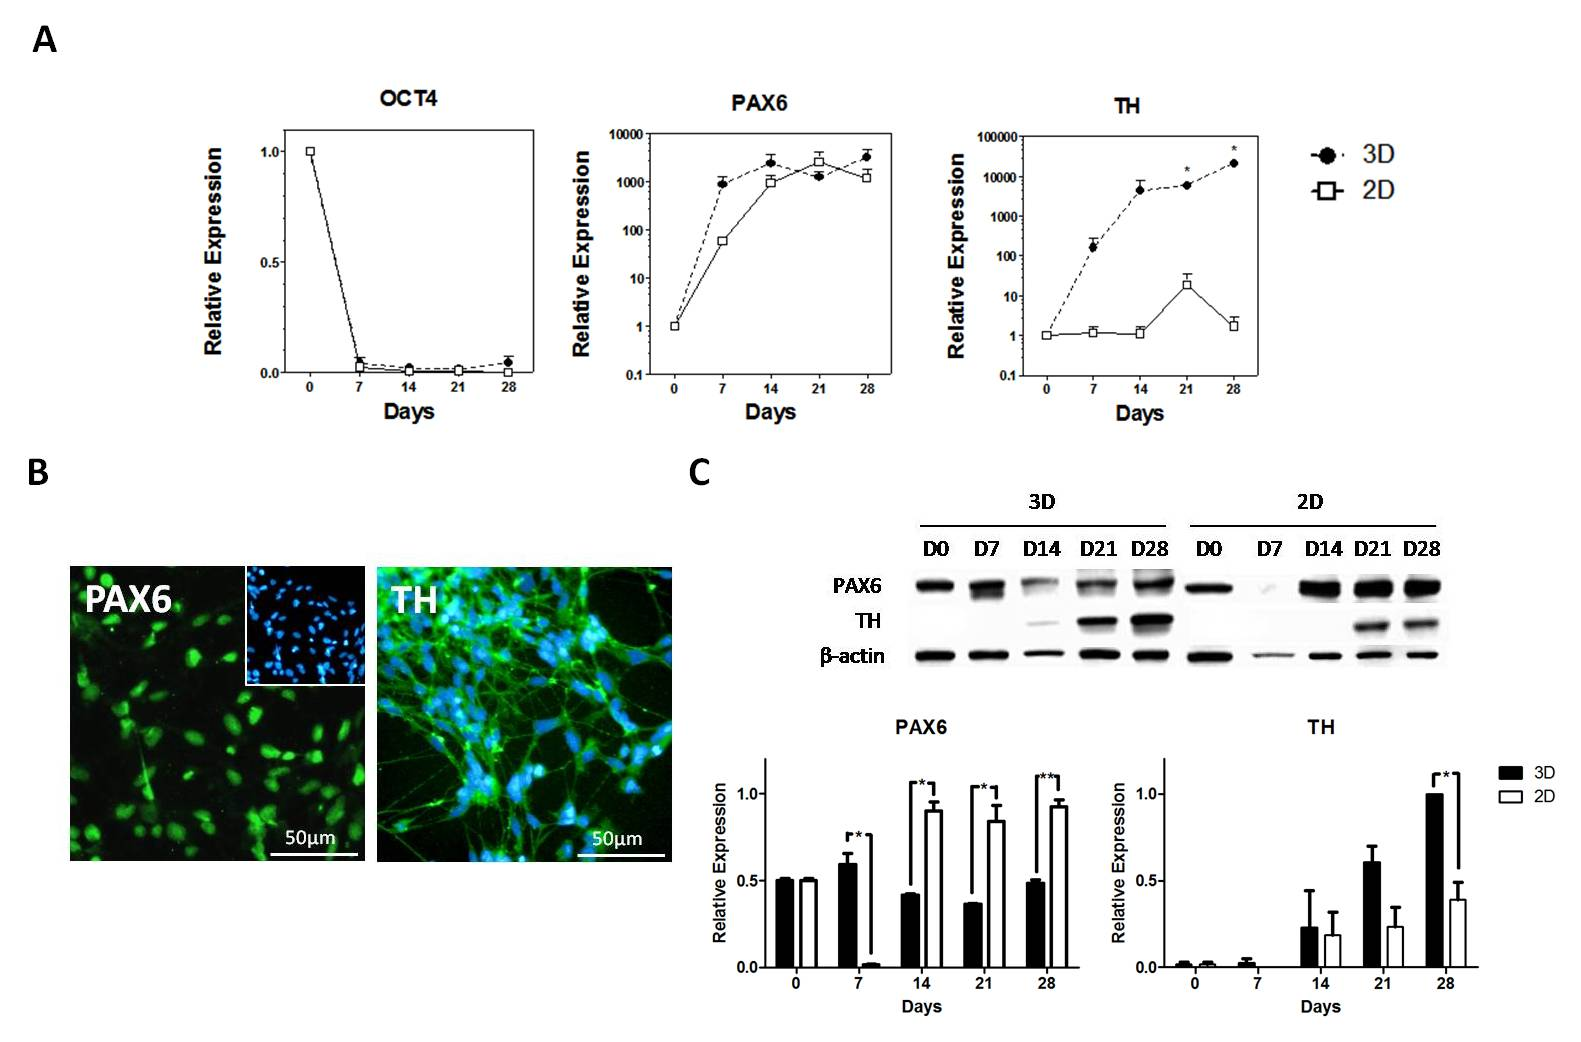 A
OCT4
Relative Expression
1.0
0.5
0.0
0 7 14 21 28
Days
PAX6
Relative Expression
10000
1000
100
10
1
0.1
0 7 14 21 28
Days
TH
Relative Expression
100000
10000
1000
100
10
1
0.1
* *
0 7 14 21 28
Days
3D
2D
B
PAX6
50µm
TH
50µm
C
3D 2D
D0 D7 D14 D21 D28 D0 D7 D14 D21 D28
PAX6
TH
β-actin
PAX6
Relative Expression
1.0
0.5
0.0
* * * **
0 7 14 21 28
Days
TH
Relative Expression
1.0
0.5
0.0
*
0 7 14 21 28
Days
3D
2D